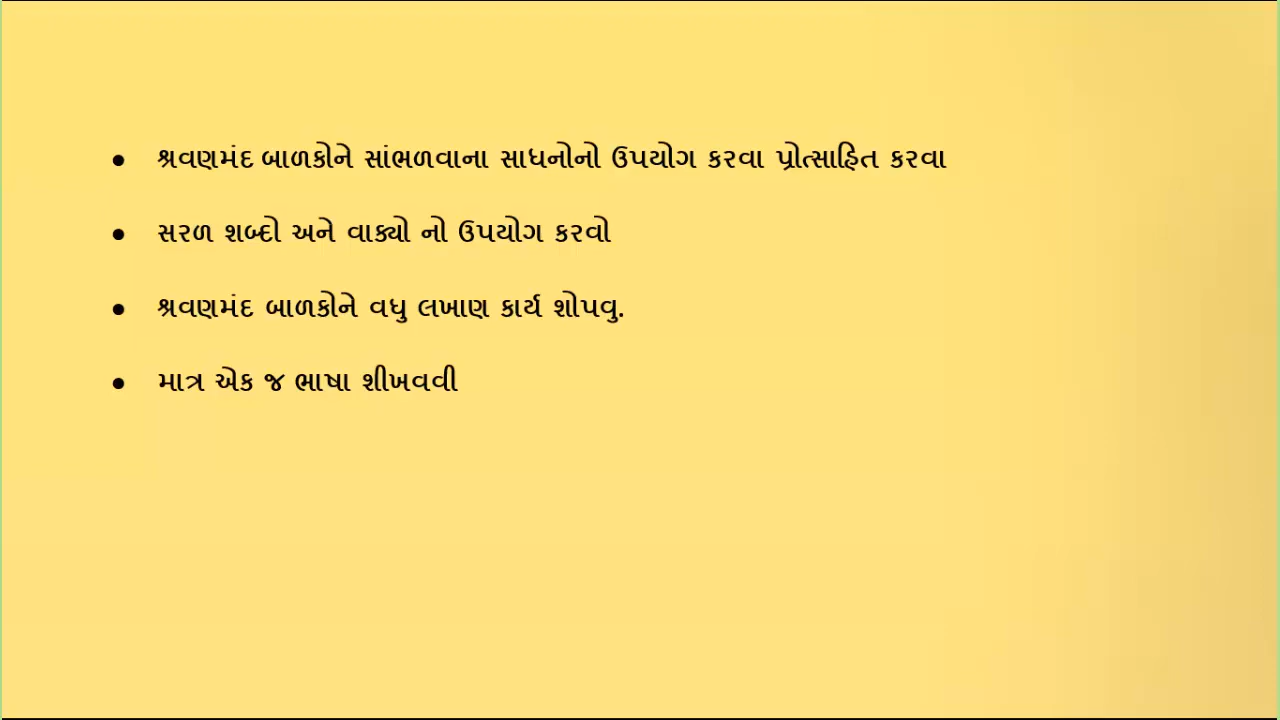 • શ્રવણમંદ બાળકોને સાંભળવાના સાધનોનો ઉપયોગ કરવા પ્રોત્સાહિત કરવા
• સરળ શબ્દો અને વાક્યો નો ઉપયોગ કરવો
• શ્રવણમંદ બાળકોને વધુ લખાણ કાર્ય શોપવુ.
• માત્ર એક જ ભાષા શીખવવી